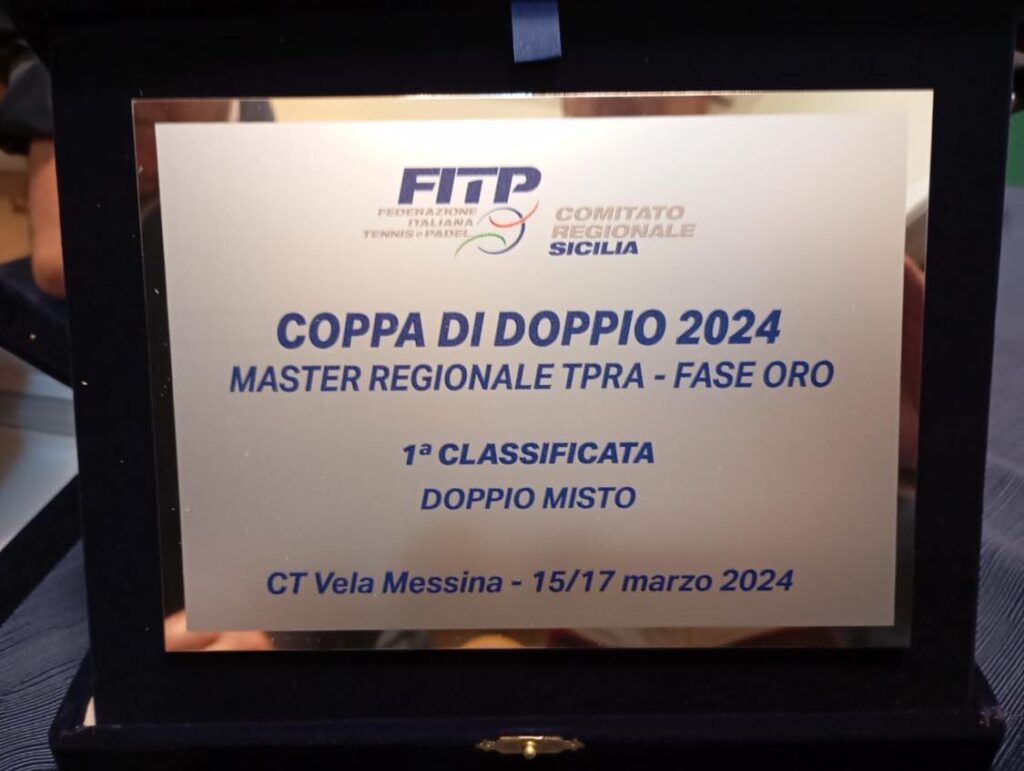 FITP
FEDERAZIONE
ITALIANA
TENNIS e PADEL
COMITATO
REGIONALE
SICILIA
COPPA DI DOPPIO 2024
MASTER REGIONALE TPRA - FASE ORO
1ª CLASSIFICATA
DOPPIO MISTO
CT Vela Messina - 15/17 marzo 2024